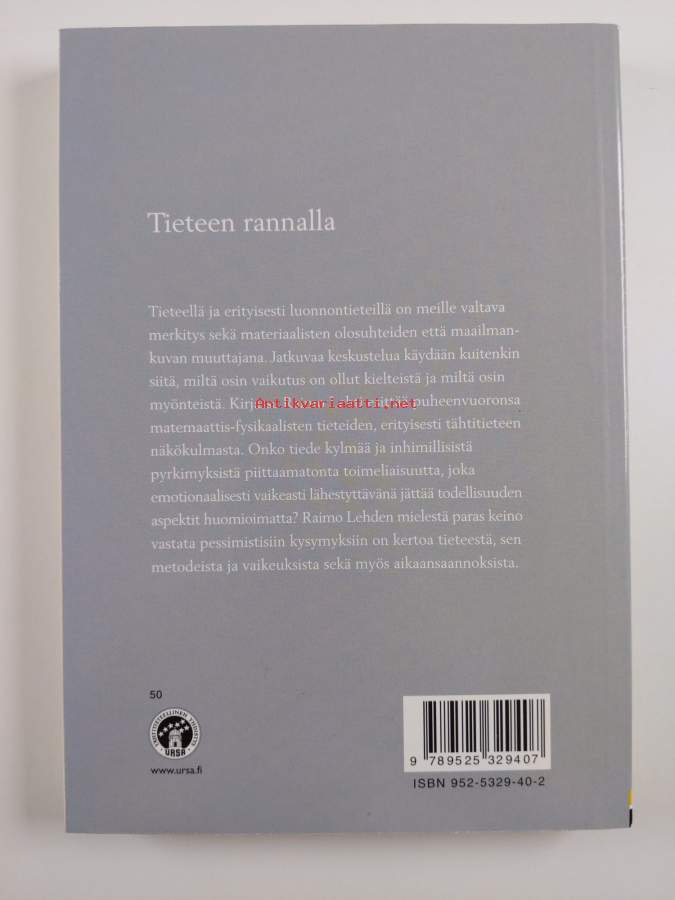 Tieteen rannalla
Tieteellä ja erityisesti luonnontieteillä on meille valtava
merkitys sekä materiaalisten olosuhteiden että maailman-
kuvan muuttajana. Jatkuvaa keskustelua käydään kuitenkin
siitä, miltä osin vaikutus on ollut kielteistä ja miltä osin
myönteistä. Raimo Lehti puheenvuoronsa
Antikvariaatti.net
matemaattis-fysikaalisten tieteiden, erityisesti tähtitieteen
näkökulmasta. Onko tiede kylmää ja inhimillisistä
pyrkimyksistä piittaamatonta toimeliaisuutta, joka
emotionaalisesti vaikeasti lähestyttävänä jättää todellisuuden
aspektit huomioimatta? Raimo Lehden mielestä paras keino
vastata pessimistisiin kysymyksiin on kertoa tieteestä, sen
metodeista ja vaikeuksista sekä myös aikaansaannoksista.
50
URSA
www.ursa.fi
9 789525 329407
ISBN 952-5329-40-2